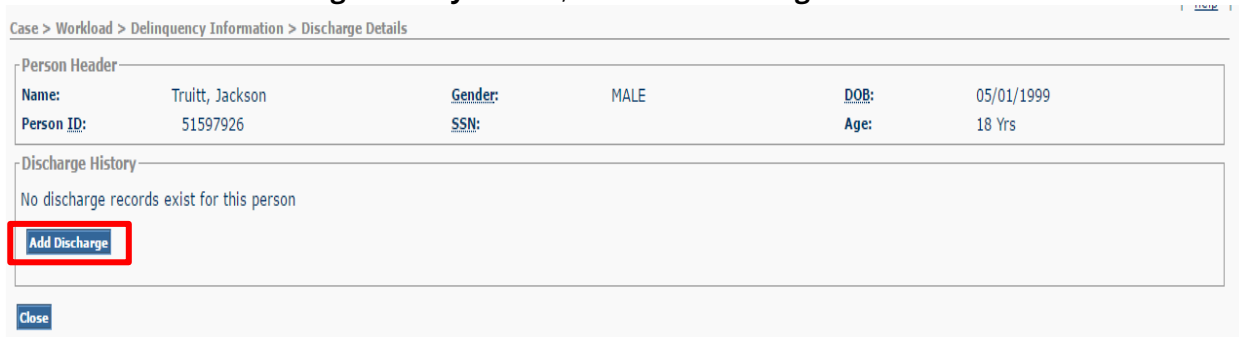 Help
Case > Workload > Delinquency Information > Discharge Details
Person Header
Name: Truitt, Jackson Gender: MALE DOB: 05/01/1999
Person ID: 51597926 SSN: Age: 18 Yrs
Discharge History
No discharge records exist for this person
Add Discharge
Close